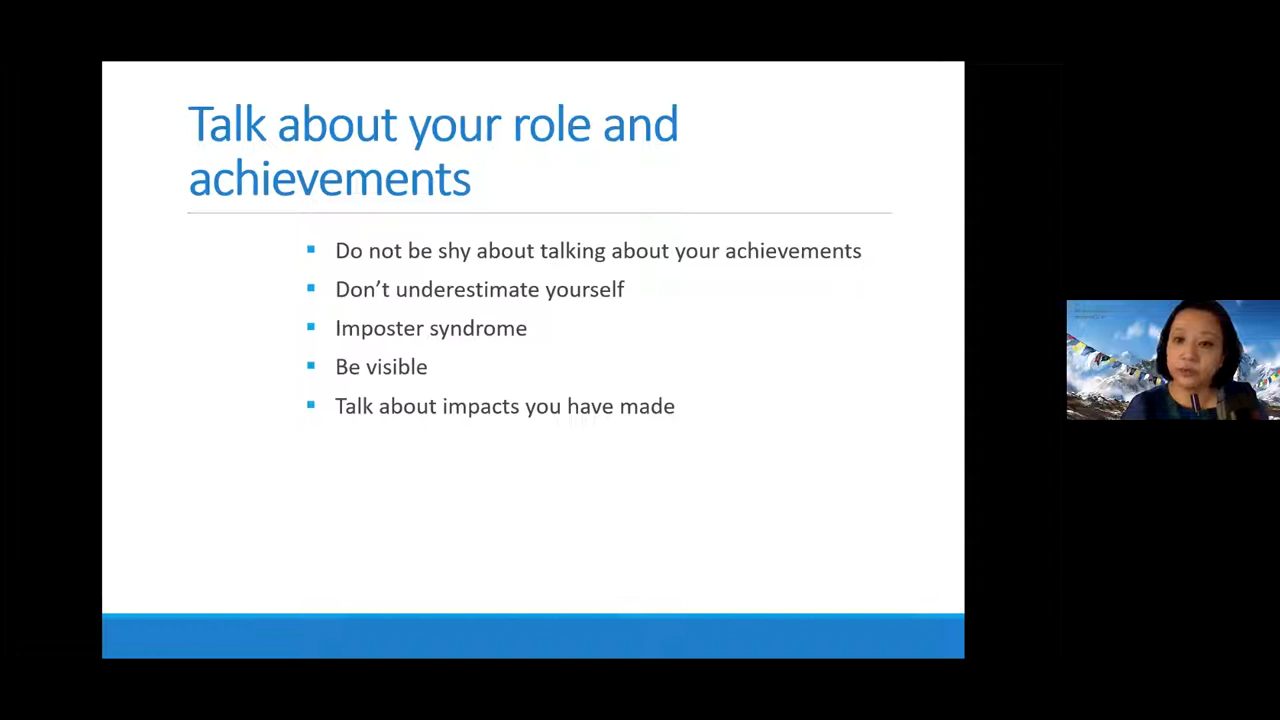 Talk about your role and
achievements
▪ Do not be shy about talking about your achievements
▪ Don’t underestimate yourself
▪ Imposter syndrome
▪ Be visible
▪ Talk about impacts you have made